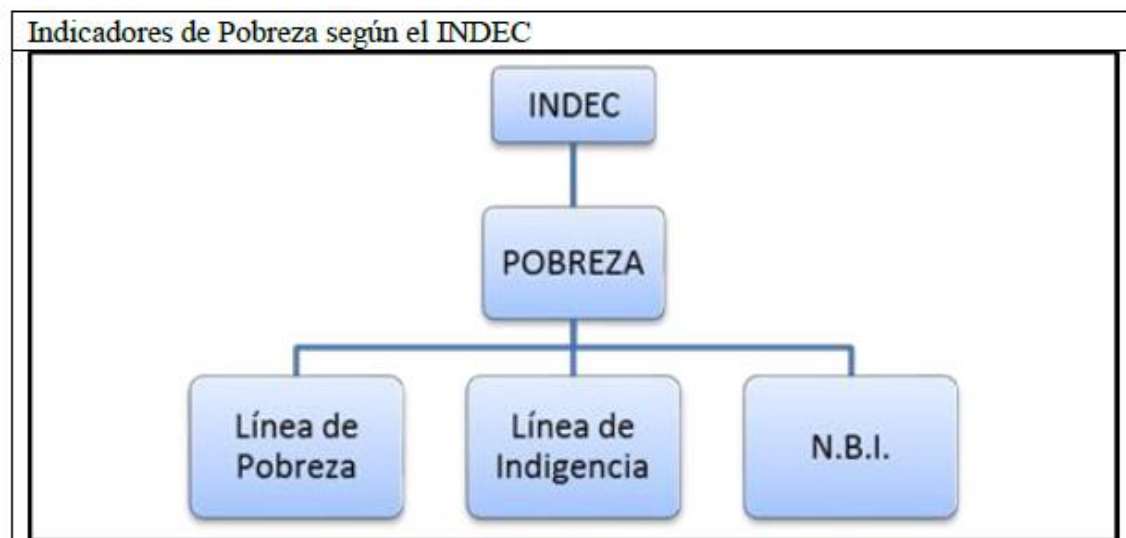 Indicadores de Pobreza según el INDEC
INDEC
POBREZA
Línea de
Pobreza
Línea de
Indigencia
N.B.I.